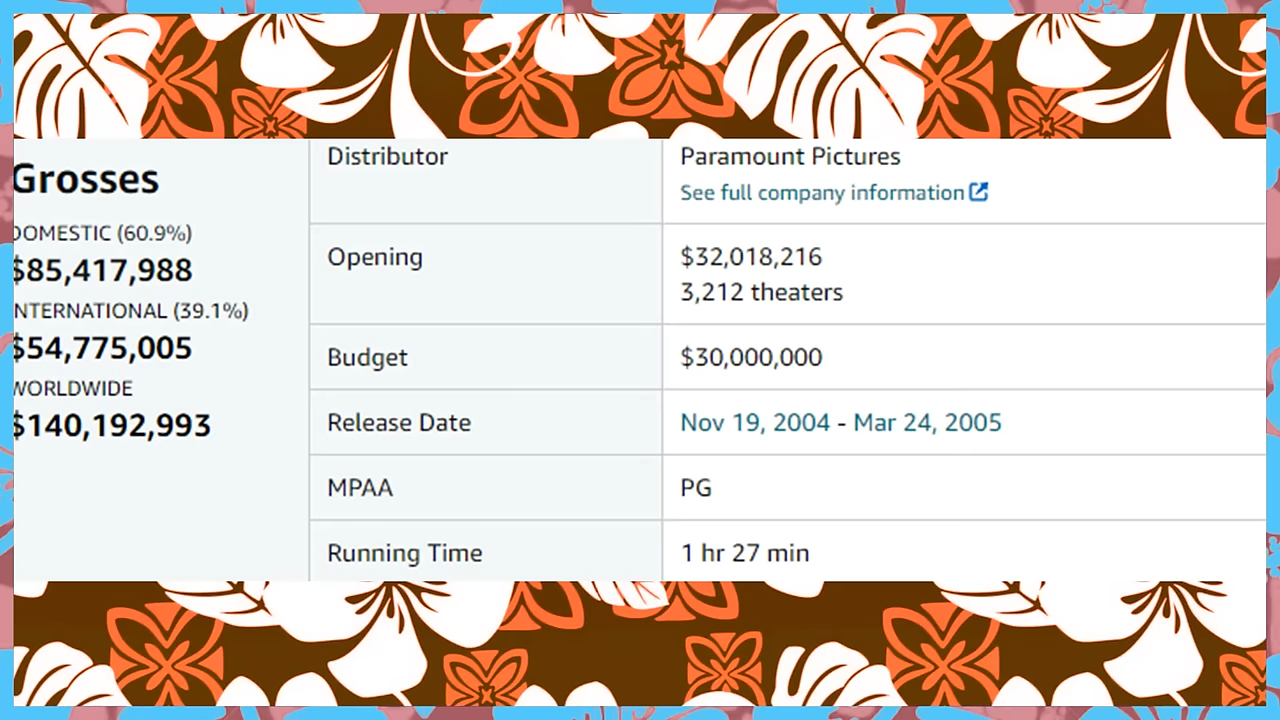 Grosses
DOMESTIC (60.9%)
$85,417,988
INTERNATIONAL (39.1%)
$54,775,005
WORLDWIDE
$140,192,993
Distributor
Paramount Pictures
See full company information
Opening
$32,018,216
3,212 theaters
Budget
$30,000,000
Release Date
Nov 19, 2004 - Mar 24, 2005
MPAA
PG
Running Time
1 hr 27 min